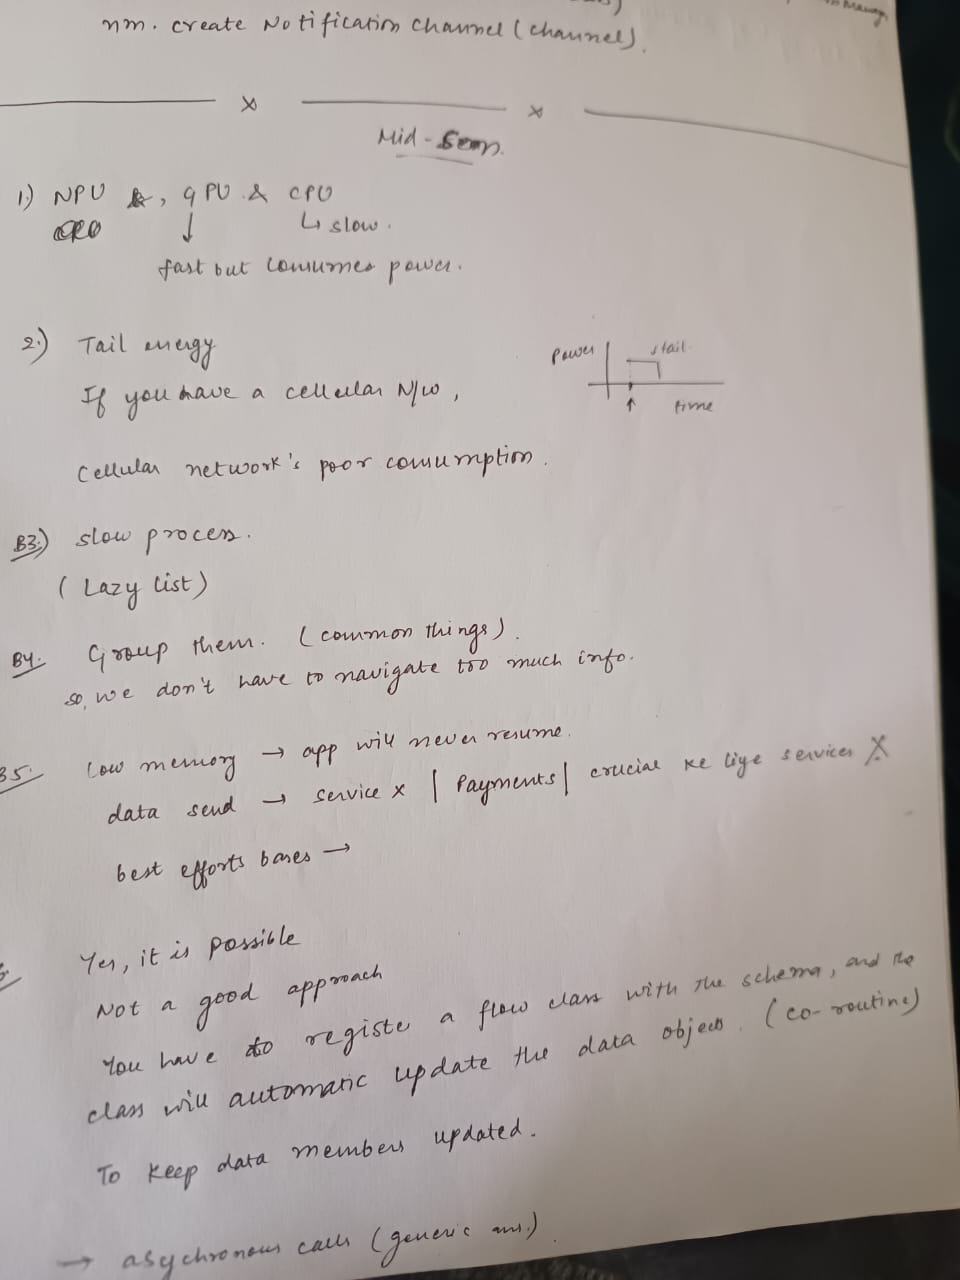 nm. create Notification Channel (channel)
Mid-Sem.
1.) NPU &, GPU & CPU
↓ ↳ slow.
fast but consumes power.
2.) Tail energy
Power tail
If you have a cellular N/w,
↑ time
Cellular network's poor consumption.
B3.) slow process.
(Lazy list)
B4. Group them. (common things).
so, we don't have to navigate too much info.
B5. Low memory → app will never resume.
data send → service x | Payments | crucial ke liye services X
best efforts bases →
Yes, it is possible
Not a good approach
You have to registe a flow class with the schema, and the
class will automatic update the data objects. (co-routine)
To keep data members updated.
→ asychronous calls (generic ans.)